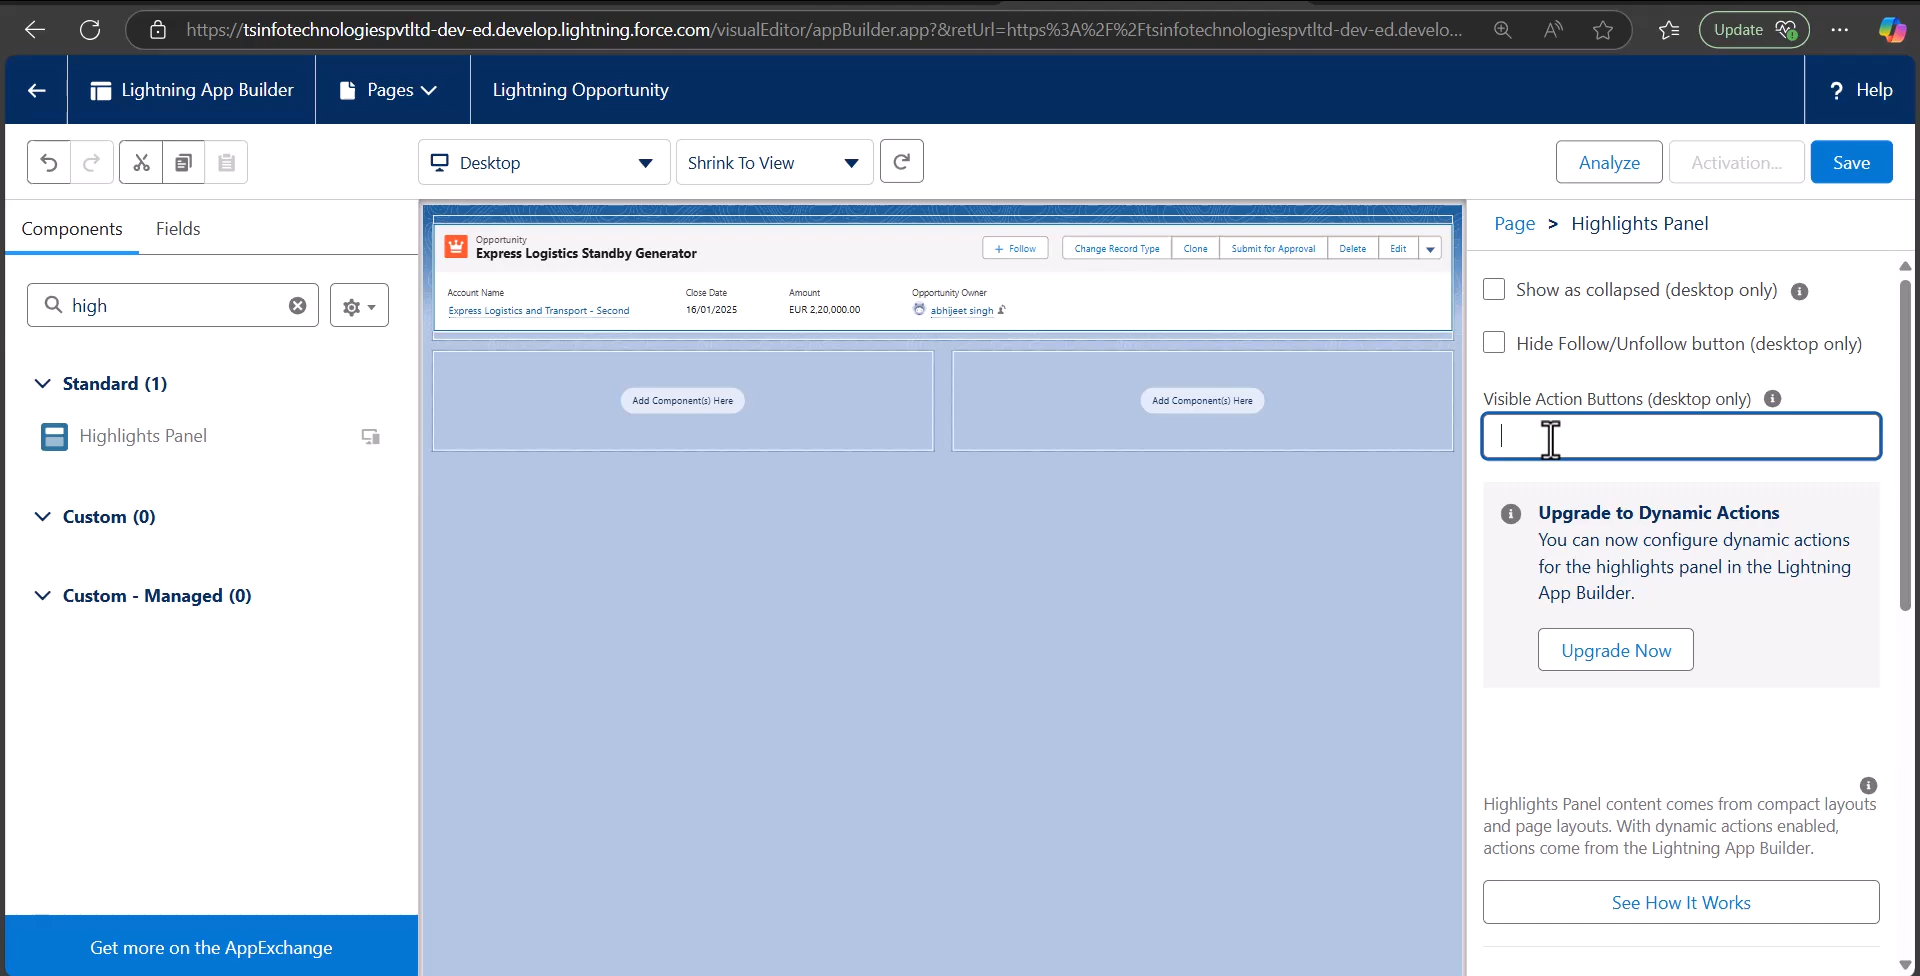 https://tsinfotechnologiespvtltd-dev-ed.develop.lightning.force.com/visualEditor/appBuilder.app?&retUrl=https%3A%2F%2Ftsinfotechnologiespvtltd-dev-ed.develo...
Update
Lightning App Builder
Pages
Lightning Opportunity
? Help
Desktop
Shrink To View
Analyze
Activation...
Save
Components
Fields
high
Standard (1)
Highlights Panel
Custom (0)
Custom - Managed (0)
Get more on the AppExchange
Opportunity
Express Logistics Standby Generator
+ Follow
Change Record Type
Clone
Submit for Approval
Delete
Edit
Account Name
Close Date
Amount
Opportunity Owner
Express Logistics and Transport - Second
16/01/2025
EUR 2,20,000.00
abhijeet singh
Add Component(s) Here
Add Component(s) Here
Page > Highlights Panel
Show as collapsed (desktop only)
Hide Follow/Unfollow button (desktop only)
Visible Action Buttons (desktop only)
Upgrade to Dynamic Actions
You can now configure dynamic actions
for the highlights panel in the Lightning
App Builder.
Upgrade Now
Highlights Panel content comes from compact layouts
and page layouts. With dynamic actions enabled,
actions come from the Lightning App Builder.
See How It Works